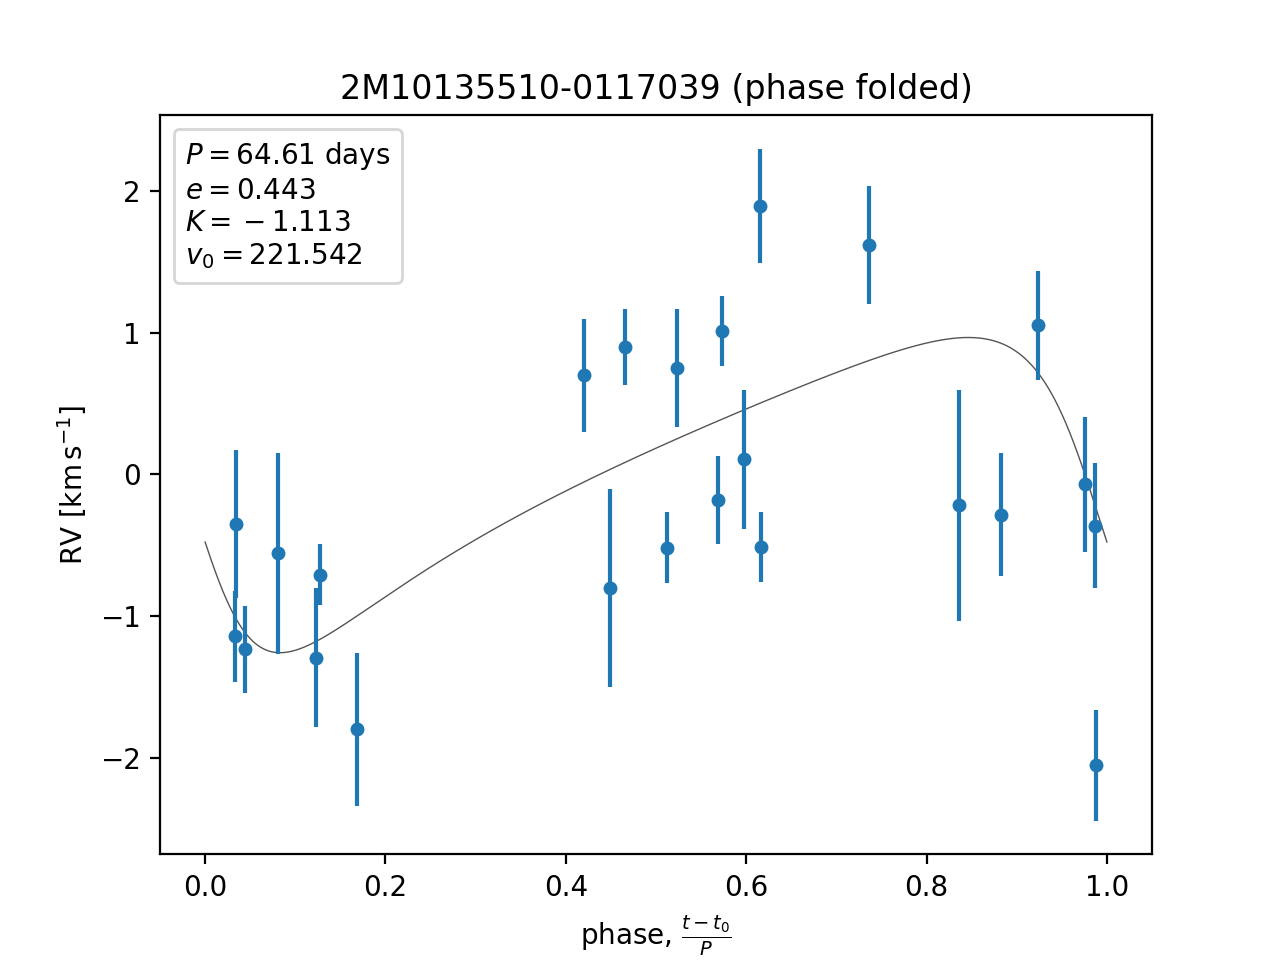 2M10135510-0117039 (phase folded)
P = 64.61 days
e = 0.443
K = −1.113
v₀ = 221.542
2
1
0
−1
−2
RV [km s⁻¹]
0.0 0.2 0.4 0.6 0.8 1.0
phase, (t − t₀)/P